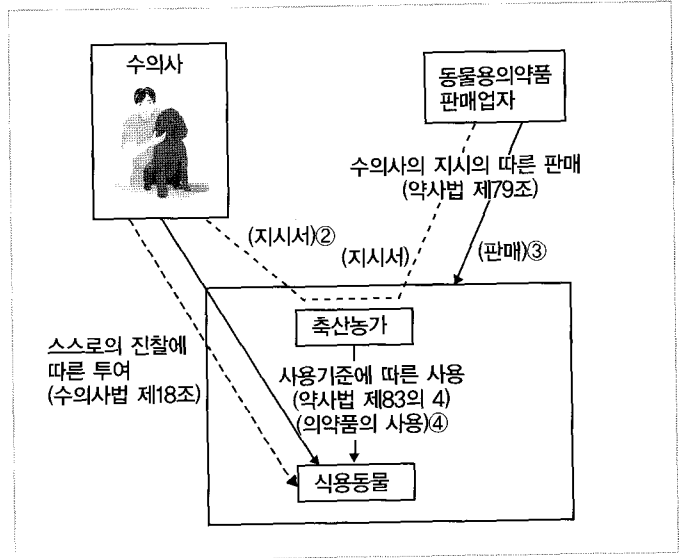 수의사
동물용의약품
판매업자
수의사의 지시의 따른 판매
(약사법 제79조)
(지시서)②
(지시서)
(판매)③
축산농가
스스로의 진찰에
따른 투여
(수의사법 제18조)
사용기준에 따른 사용
(약사법 제83의 4)
(의약품의 사용)④
식용동물